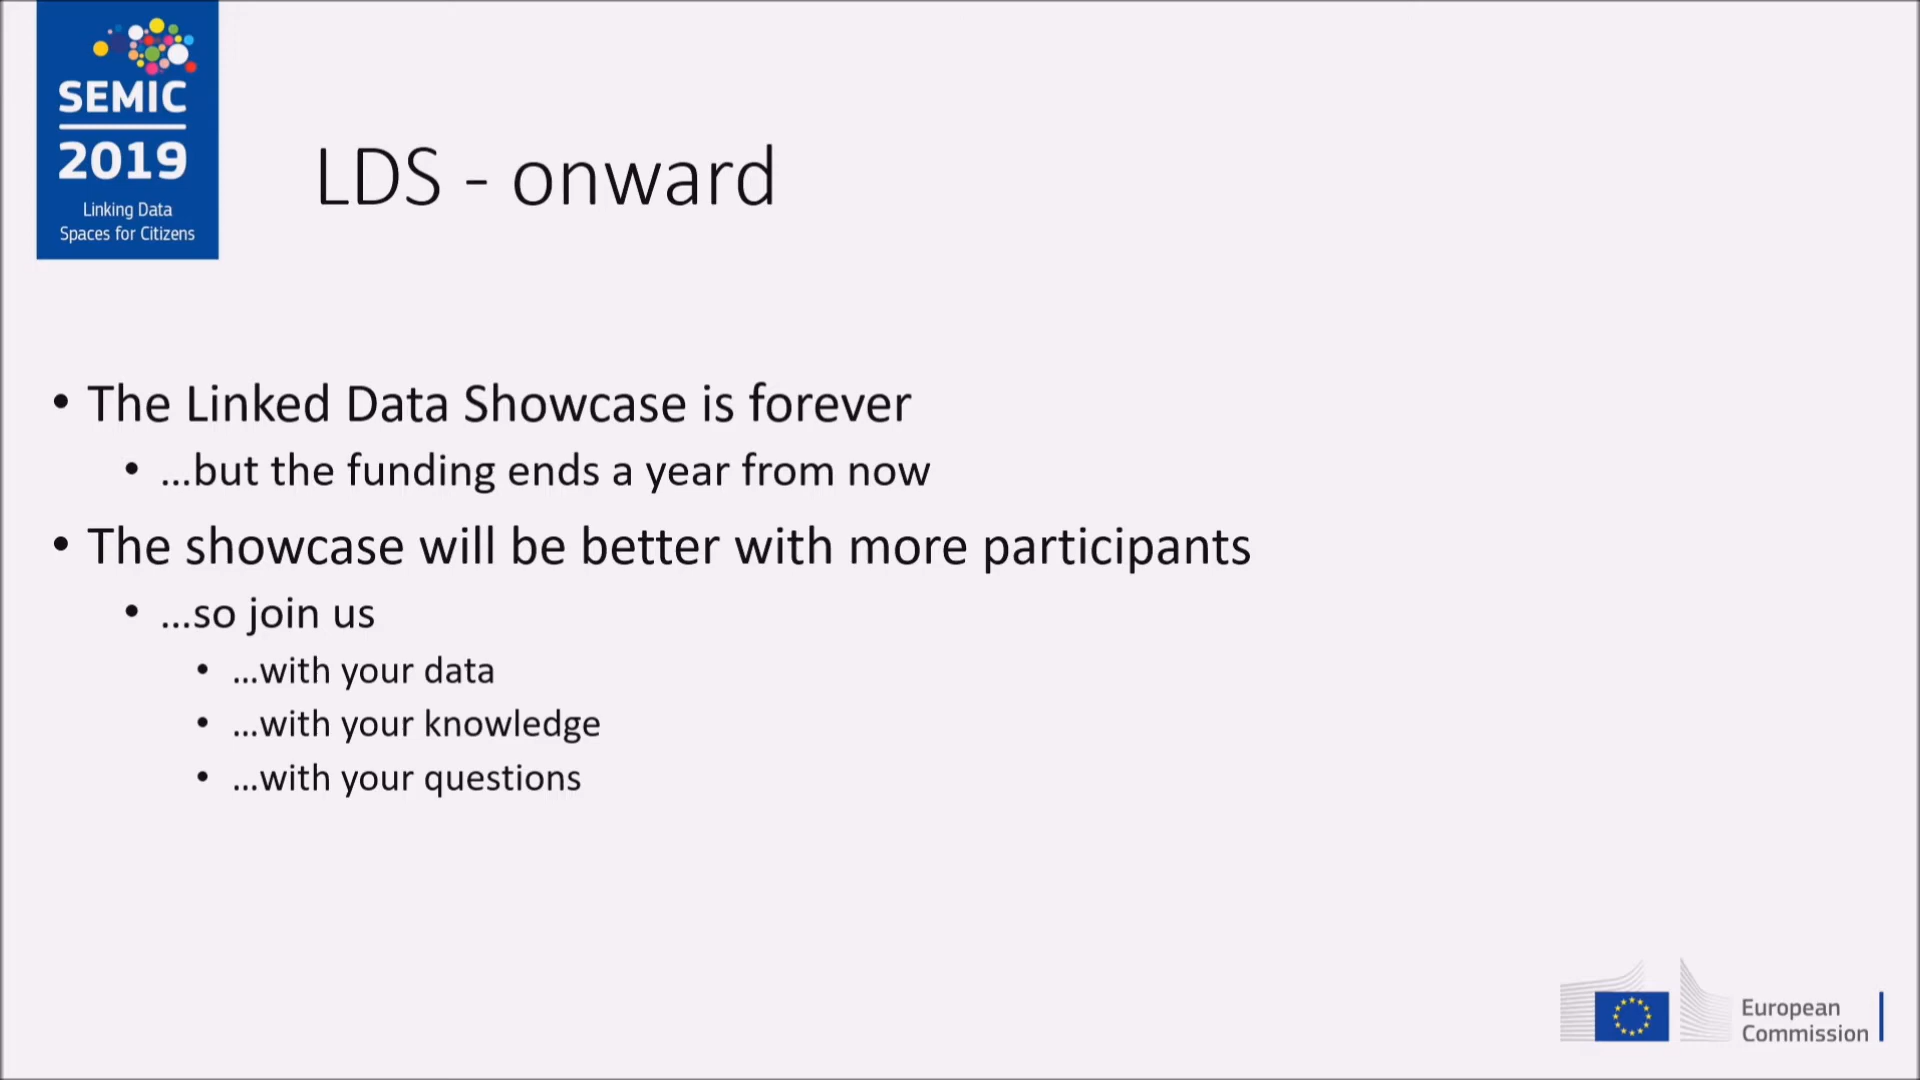 SEMIC
2019
Linking Data
Spaces for Citizens
LDS - onward
• The Linked Data Showcase is forever
• ...but the funding ends a year from now
• The showcase will be better with more participants
• ...so join us
• ...with your data
• ...with your knowledge
• ...with your questions
European
Commission